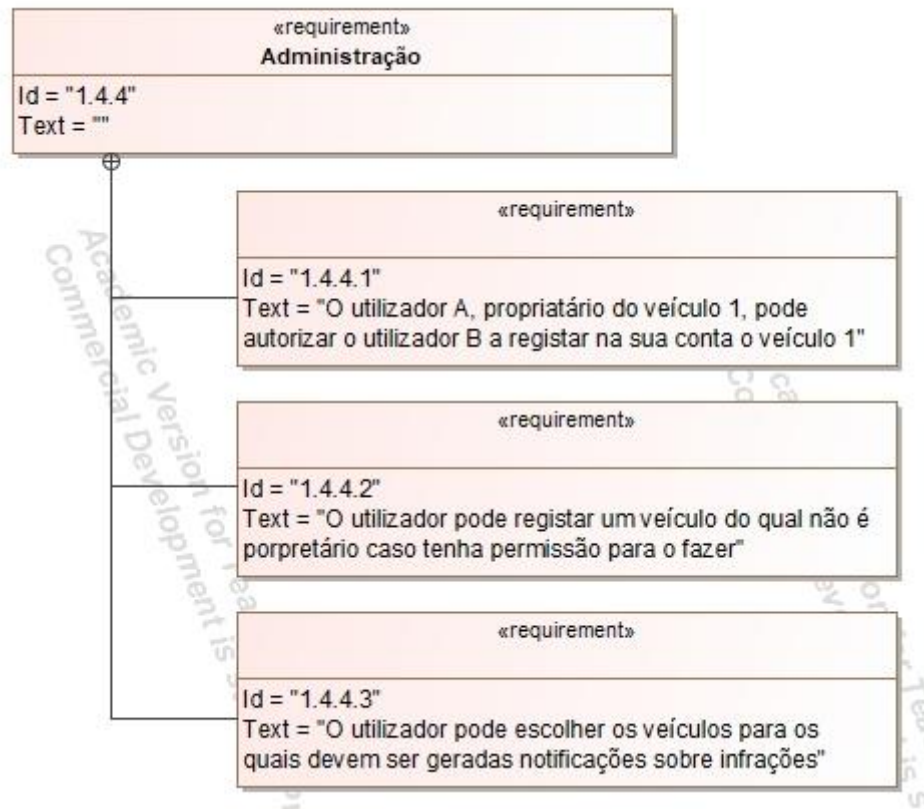 «requirement»
Administração
Id = "1.4.4"
Text = ""
«requirement»
Id = "1.4.4.1"
Text = "O utilizador A, propriatário do veículo 1, pode
autorizar o utilizador B a registar na sua conta o veículo 1"
«requirement»
Id = "1.4.4.2"
Text = "O utilizador pode registar um veículo do qual não é
porpretário caso tenha permissão para o fazer"
«requirement»
Id = "1.4.4.3"
Text = "O utilizador pode escolher os veículos para os
quais devem ser geradas notificações sobre infrações"
Academic Version for
Commercial Development is